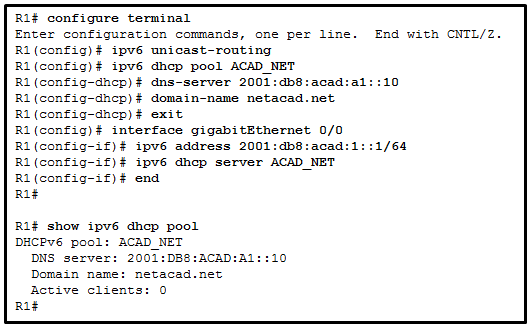 R1# configure terminal
Enter configuration commands, one per line.  End with CNTL/Z.
R1(config)# ipv6 unicast-routing
R1(config)# ipv6 dhcp pool ACAD_NET
R1(config-dhcp)# dns-server 2001:db8:acad:a1::10
R1(config-dhcp)# domain-name netacad.net
R1(config-dhcp)# exit
R1(config)# interface gigabitEthernet 0/0
R1(config-if)# ipv6 address 2001:db8:acad:1::1/64
R1(config-if)# ipv6 dhcp server ACAD_NET
R1(config-if)# end
R1#
R1# show ipv6 dhcp pool
DHCPv6 pool: ACAD_NET
  DNS server: 2001:DB8:ACAD:A1::10
  Domain name: netacad.net
  Active clients: 0
R1#